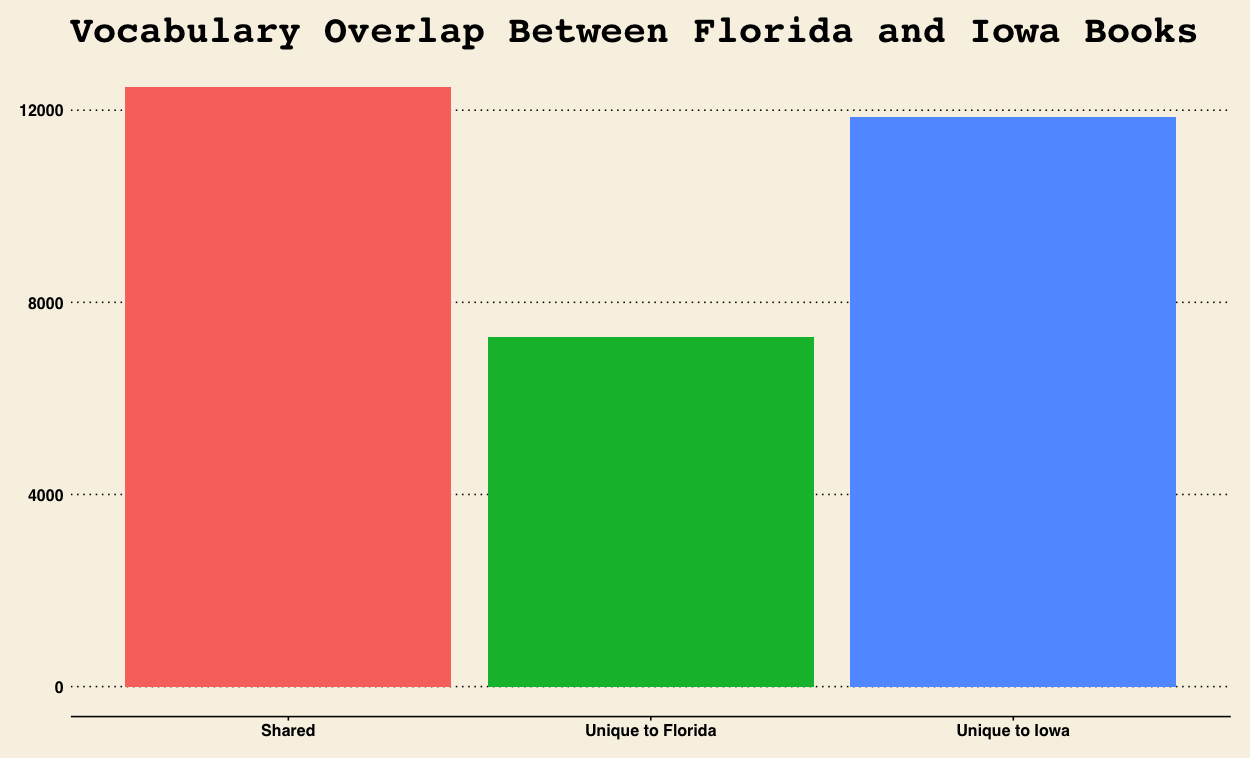 Vocabulary Overlap Between Florida and Iowa Books
12000
8000
4000
0
Shared
Unique to Florida
Unique to Iowa